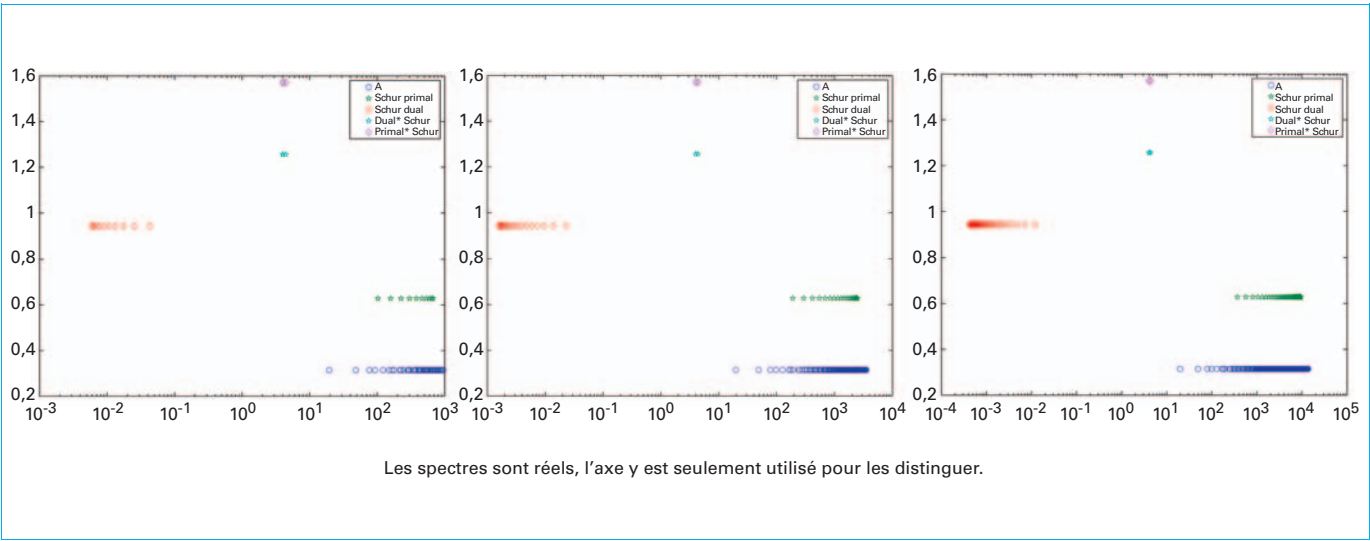 1,6
1,4
1,2
1
0,8
0,6
0,4
0,2
10-3 10-2 10-1 100 101 102 103
A
Schur primal
Schur dual
Dual* Schur
Primal* Schur
1,6
1,4
1,2
1
0,8
0,6
0,4
0,2
10-3 10-2 10-1 100 101 102 103 104
A
Schur primal
Schur dual
Dual* Schur
Primal* Schur
1,6
1,4
1,2
1
0,8
0,6
0,4
0,2
10-4 10-3 10-2 10-1 100 101 102 103 104 105
A
Schur primal
Schur dual
Dual* Schur
Primal* Schur
Les spectres sont réels, l’axe y est seulement utilisé pour les distinguer.